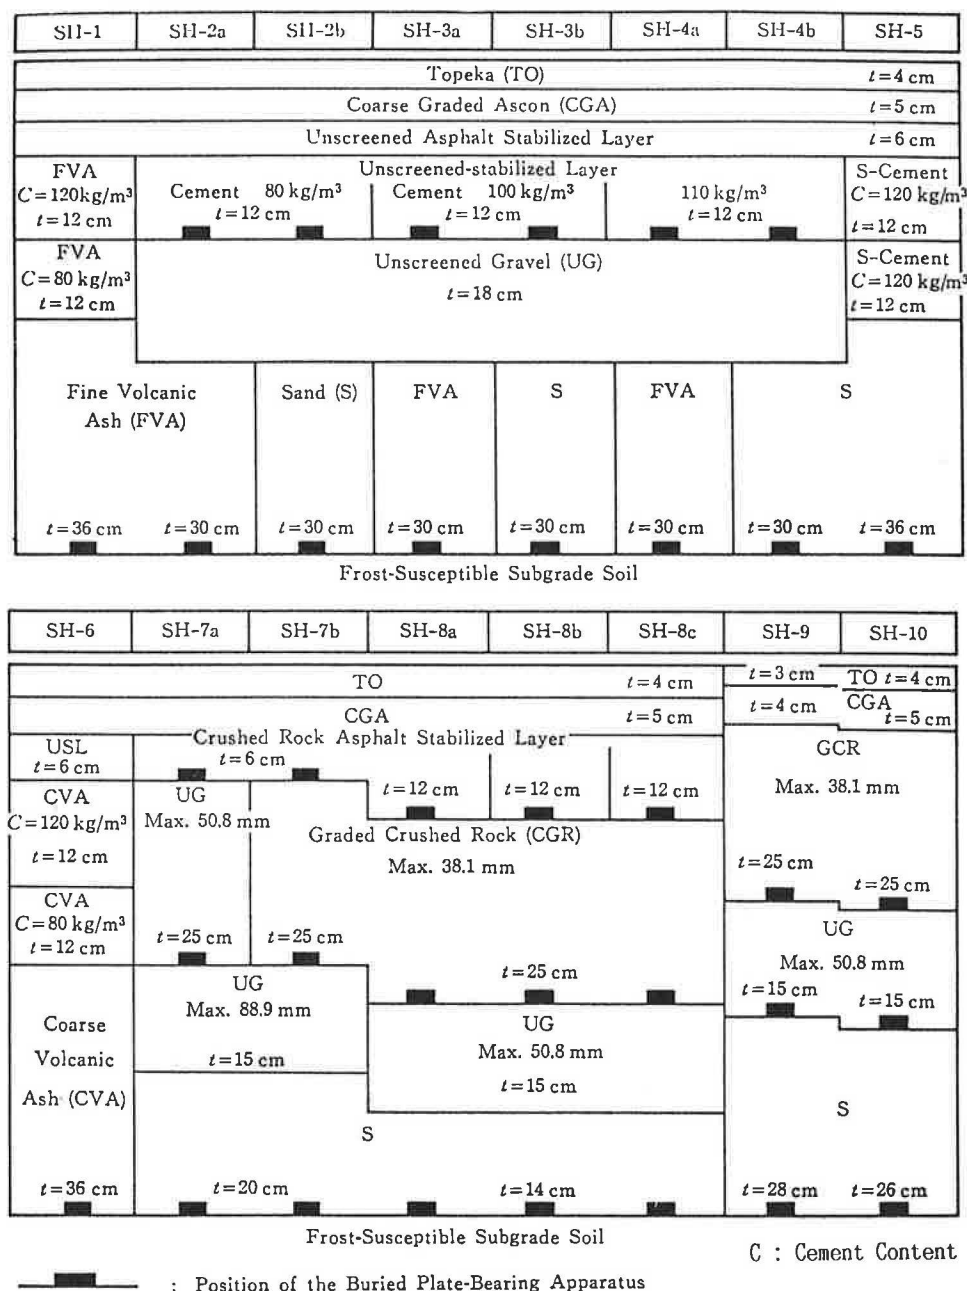 SH-1 SH-2a SH-2b SH-3a SH-3b SH-4a SH-4b SH-5
Topeka (TO) t=4 cm
Coarse Graded Ascon (CGA) t=5 cm
Unscreened Asphalt Stabilized Layer t=6 cm
FVA Unscreened-stabilized Layer S-Cement
C=120kg/m³ Cement 80 kg/m³ Cement 100 kg/m³ 110 kg/m³ C=120 kg/m³
t=12 cm t=12 cm t=12 cm t=12 cm t=12 cm
FVA Unscreened Gravel (UG) S-Cement
C=80 kg/m³ t=18 cm C=120 kg/m³
t=12 cm t=12 cm
Fine Volcanic Sand (S) FVA S FVA S
Ash (FVA)
t=36 cm t=30 cm t=30 cm t=30 cm t=30 cm t=30 cm t=30 cm t=36 cm
Frost-Susceptible Subgrade Soil
SH-6 SH-7a SH-7b SH-8a SH-8b SH-8c SH-9 SH-10
TO t=4 cm t=3 cm TO t=4 cm
CGA t=5 cm t=4 cm CGA t=5 cm
USL Crushed Rock Asphalt Stabilized Layer GCR
t=6 cm t=6 cm Max. 38.1 mm
CVA UG t=12 cm t=12 cm t=12 cm
C=120 kg/m³ Max. 50.8 mm Graded Crushed Rock (CGR)
t=12 cm Max. 38.1 mm t=25 cm
CVA t=25 cm
C=80 kg/m³ UG
t=12 cm t=25 cm t=25 cm Max. 50.8 mm
UG t=25 cm t=15 cm t=15 cm
Max. 88.9 mm
Coarse UG
Volcanic t=15 cm Max. 50.8 mm
Ash (CVA) t=15 cm S
S
t=36 cm t=20 cm t=14 cm t=28 cm t=26 cm
Frost-Susceptible Subgrade Soil
C : Cement Content
: Position of the Buried Plate-Bearing Apparatus